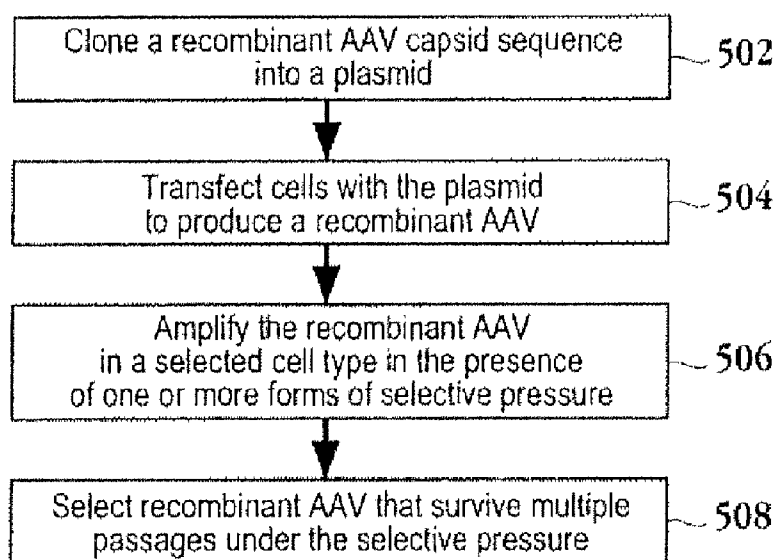 Clone a recombinant AAV capsid sequence
into a plasmid
502
Transfect cells with the plasmid
to produce a recombinant AAV
504
Amplify the recombinant AAV
in a selected cell type in the presence
of one or more forms of selective pressure
506
Select recombinant AAV that survive multiple
passages under the selective pressure
508